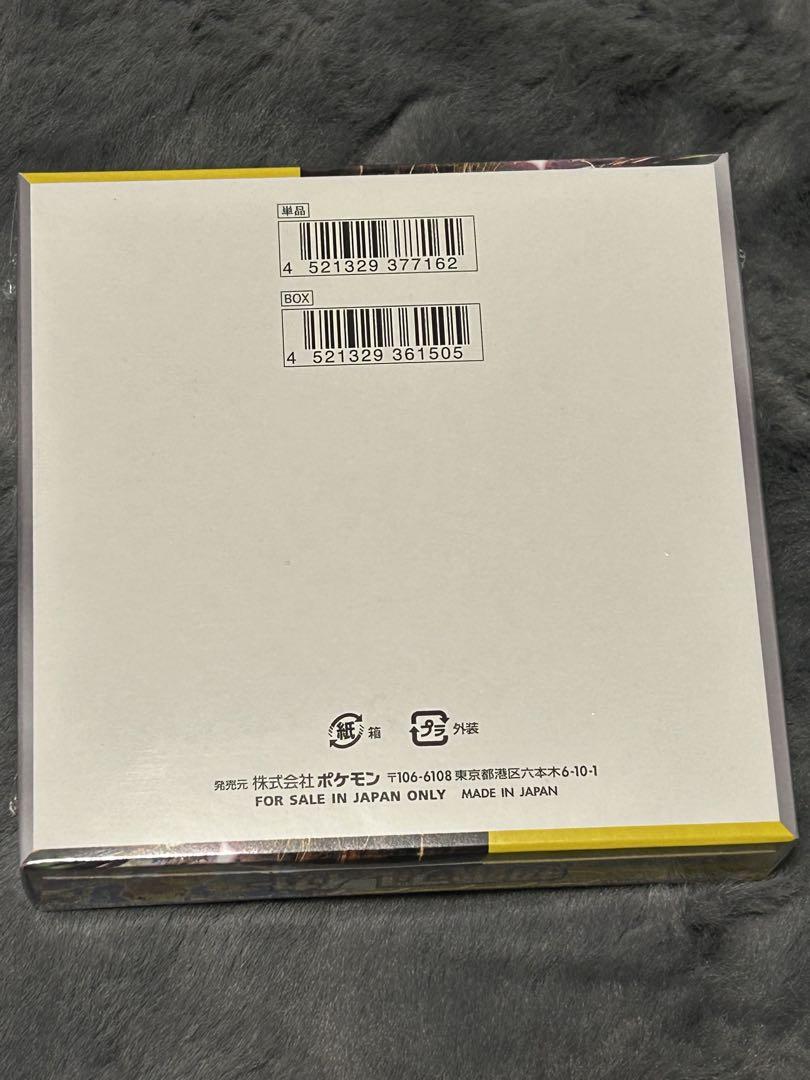 単品
4 521329 377162
BOX
4 521329 361505
紙 箱 プラ 外装
発売元 株式会社 ポケモン 〒106-6108 東京都港区六本木6-10-1
FOR SALE IN JAPAN ONLY MADE IN JAPAN